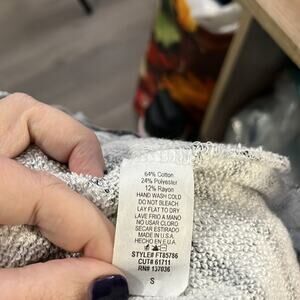 64% Cotton
24% Polyester
12% Rayon
HAND WASH COLD
DO NOT BLEACH
LAY FLAT TO DRY
LAVE FRIO A MANO
NO USAR CLORO
SECAR ESTIRADO
MADE IN U.S.A.
HECHO EN E.U.A.
STYLE# FT85786
CUT# 61711
RN# 137036
S